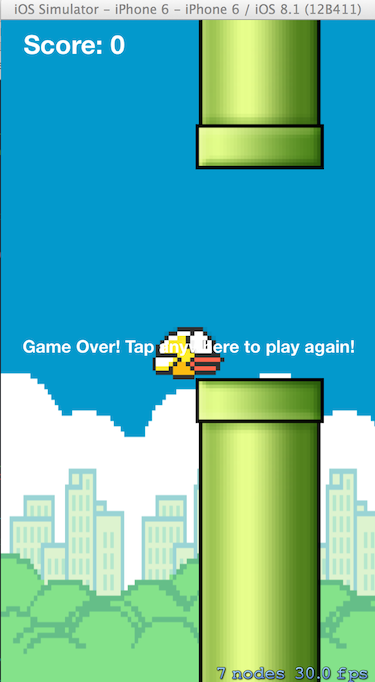 iOS Simulator - iPhone 6 - iPhone 6 / iOS 8.1 (12B411)
Score: 0
Game Over! Tap anywhere to play again!
7 nodes 30.0 fps